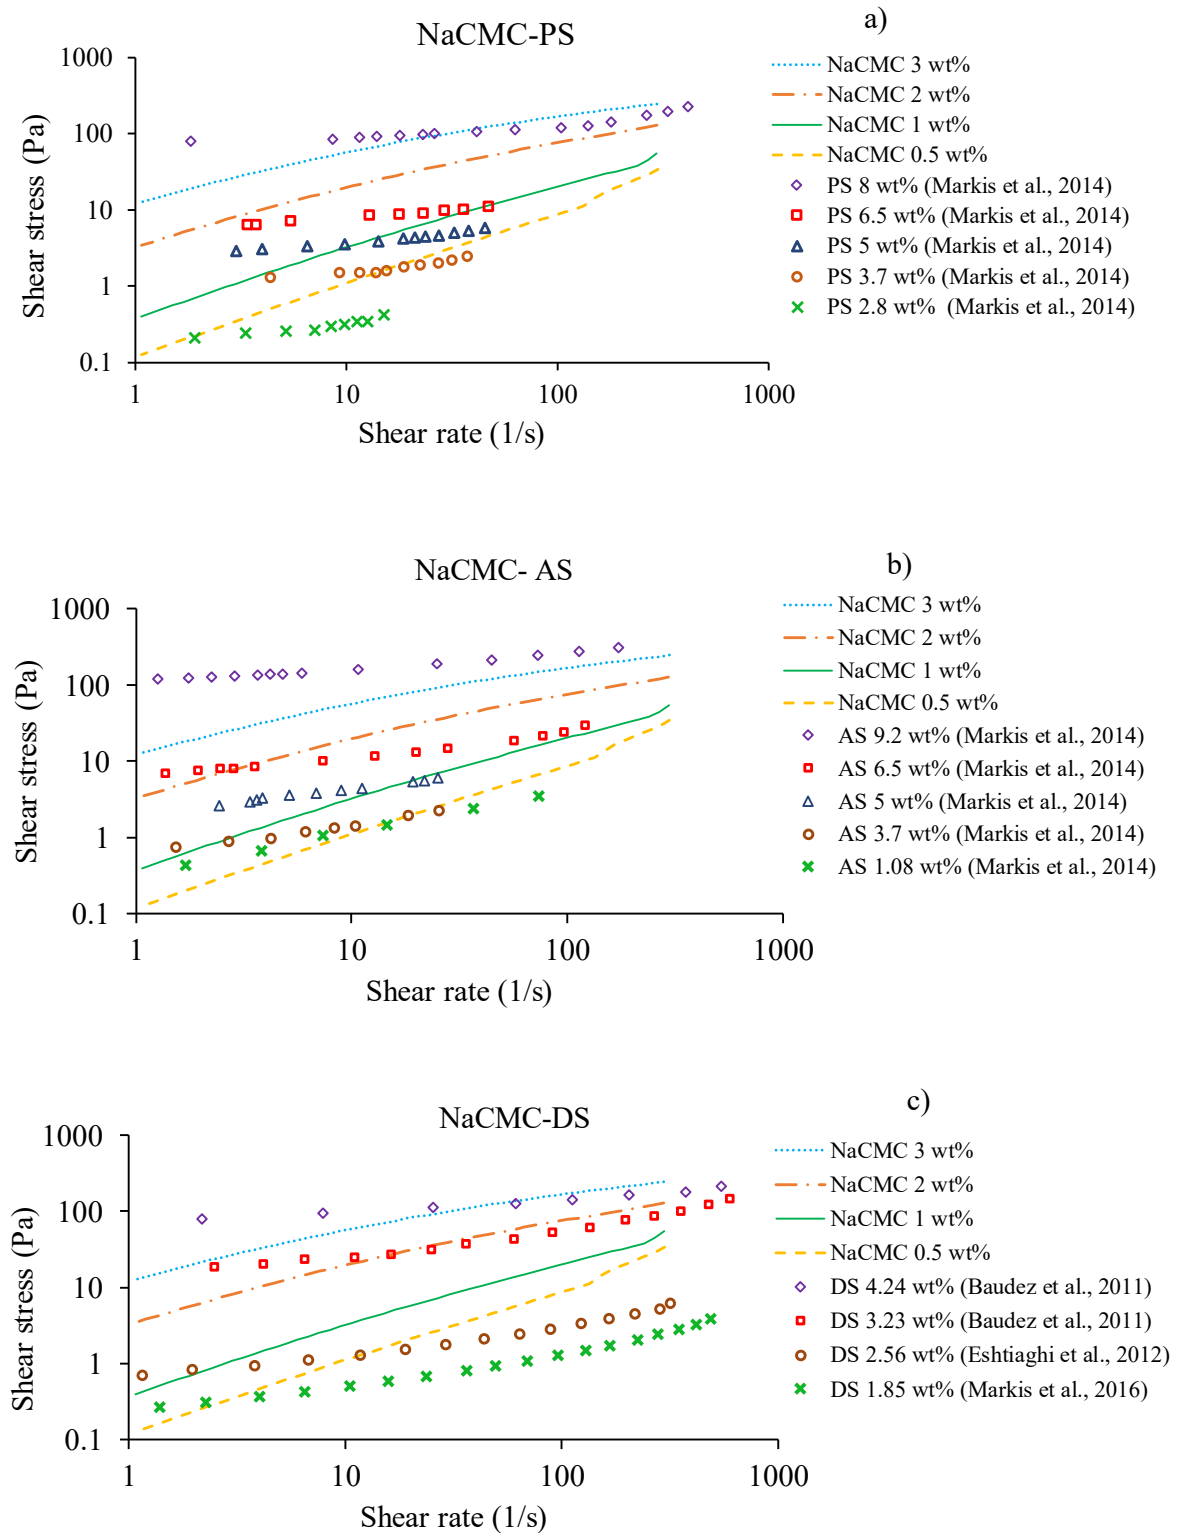 NaCMC-PS
a)
1000
100
10
1
0.1
Shear stress (Pa)
1 10 100 1000
Shear rate (1/s)
NaCMC 3 wt%
NaCMC 2 wt%
NaCMC 1 wt%
NaCMC 0.5 wt%
PS 8 wt% (Markis et al., 2014)
PS 6.5 wt% (Markis et al., 2014)
PS 5 wt% (Markis et al., 2014)
PS 3.7 wt% (Markis et al., 2014)
PS 2.8 wt% (Markis et al., 2014)
NaCMC- AS
b)
1000
100
10
1
0.1
Shear stress (Pa)
1 10 100 1000
Shear rate (1/s)
NaCMC 3 wt%
NaCMC 2 wt%
NaCMC 1 wt%
NaCMC 0.5 wt%
AS 9.2 wt% (Markis et al., 2014)
AS 6.5 wt% (Markis et al., 2014)
AS 5 wt% (Markis et al., 2014)
AS 3.7 wt% (Markis et al., 2014)
AS 1.08 wt% (Markis et al., 2014)
NaCMC-DS
c)
1000
100
10
1
0.1
Shear stress (Pa)
1 10 100 1000
Shear rate (1/s)
NaCMC 3 wt%
NaCMC 2 wt%
NaCMC 1 wt%
NaCMC 0.5 wt%
DS 4.24 wt% (Baudez et al., 2011)
DS 3.23 wt% (Baudez et al., 2011)
DS 2.56 wt% (Eshtiaghi et al., 2012)
DS 1.85 wt% (Markis et al., 2016)